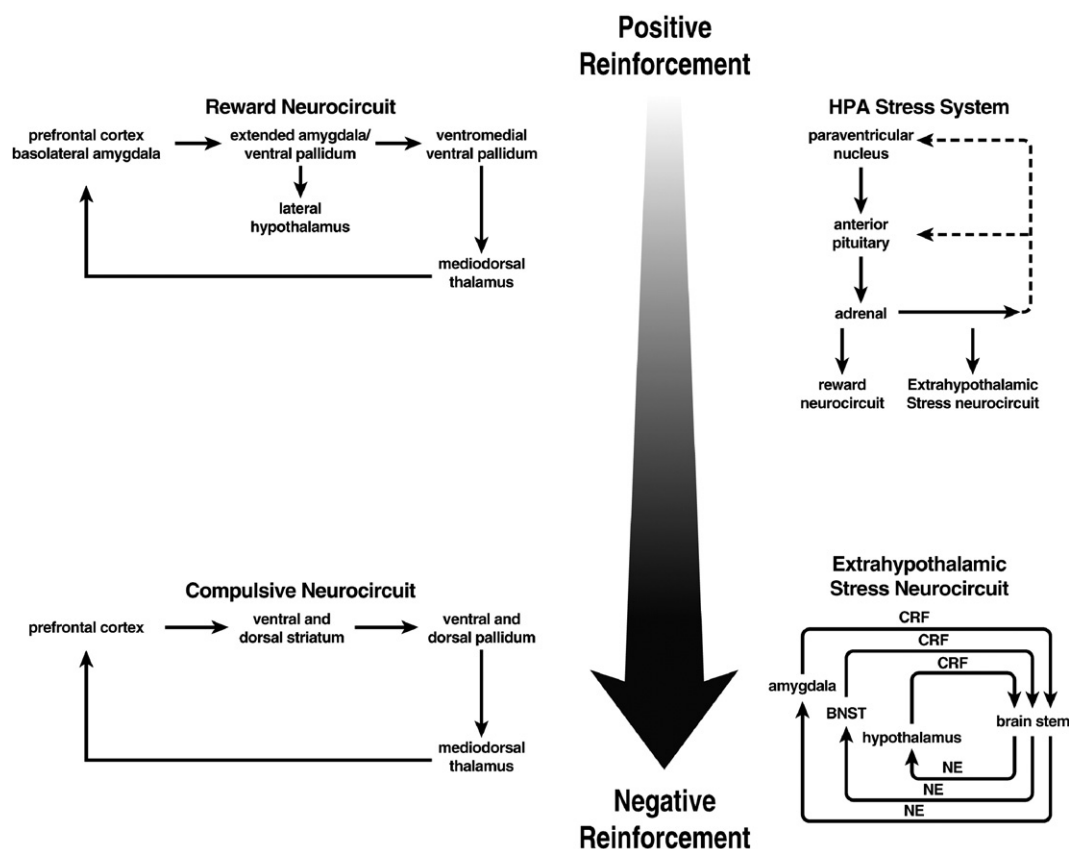 Positive
Reinforcement
Reward Neurocircuit
prefrontal cortex
basolateral amygdala
extended amygdala/
ventral pallidum
ventromedial
ventral pallidum
lateral
hypothalamus
mediodorsal
thalamus
HPA Stress System
paraventricular
nucleus
anterior
pituitary
adrenal
reward
neurocircuit
Extrahypothalamic
Stress neurocircuit
Compulsive Neurocircuit
prefrontal cortex
ventral and
dorsal striatum
ventral and
dorsal pallidum
mediodorsal
thalamus
Extrahypothalamic
Stress Neurocircuit
CRF
CRF
CRF
amygdala
BNST
hypothalamus
brain stem
NE
NE
NE
Negative
Reinforcement